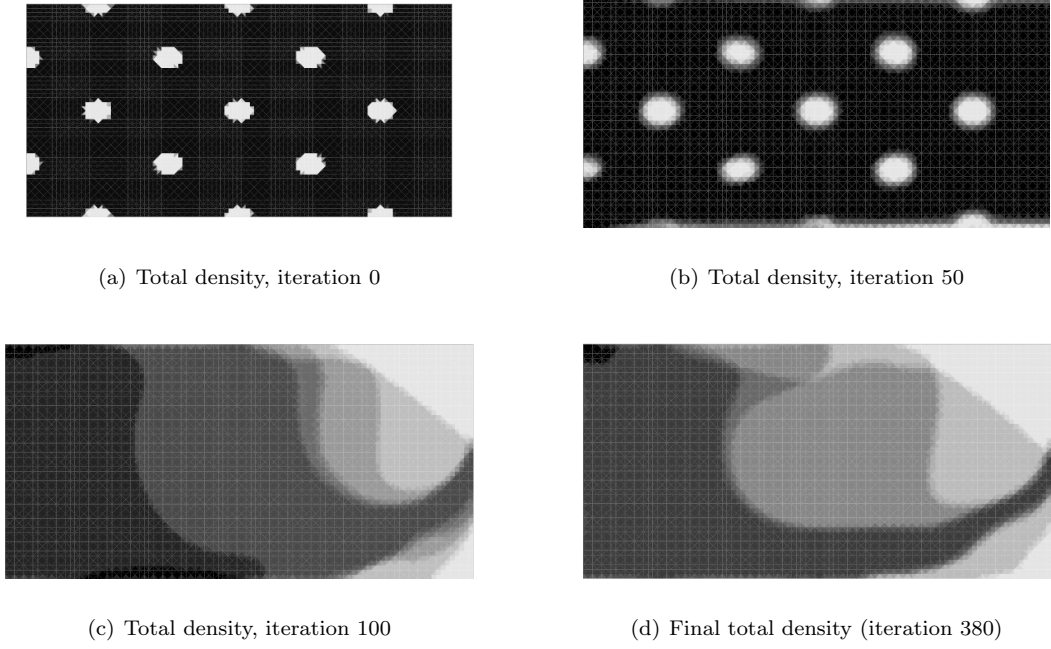 (a) Total density, iteration 0
(b) Total density, iteration 50
(c) Total density, iteration 100
(d) Final total density (iteration 380)